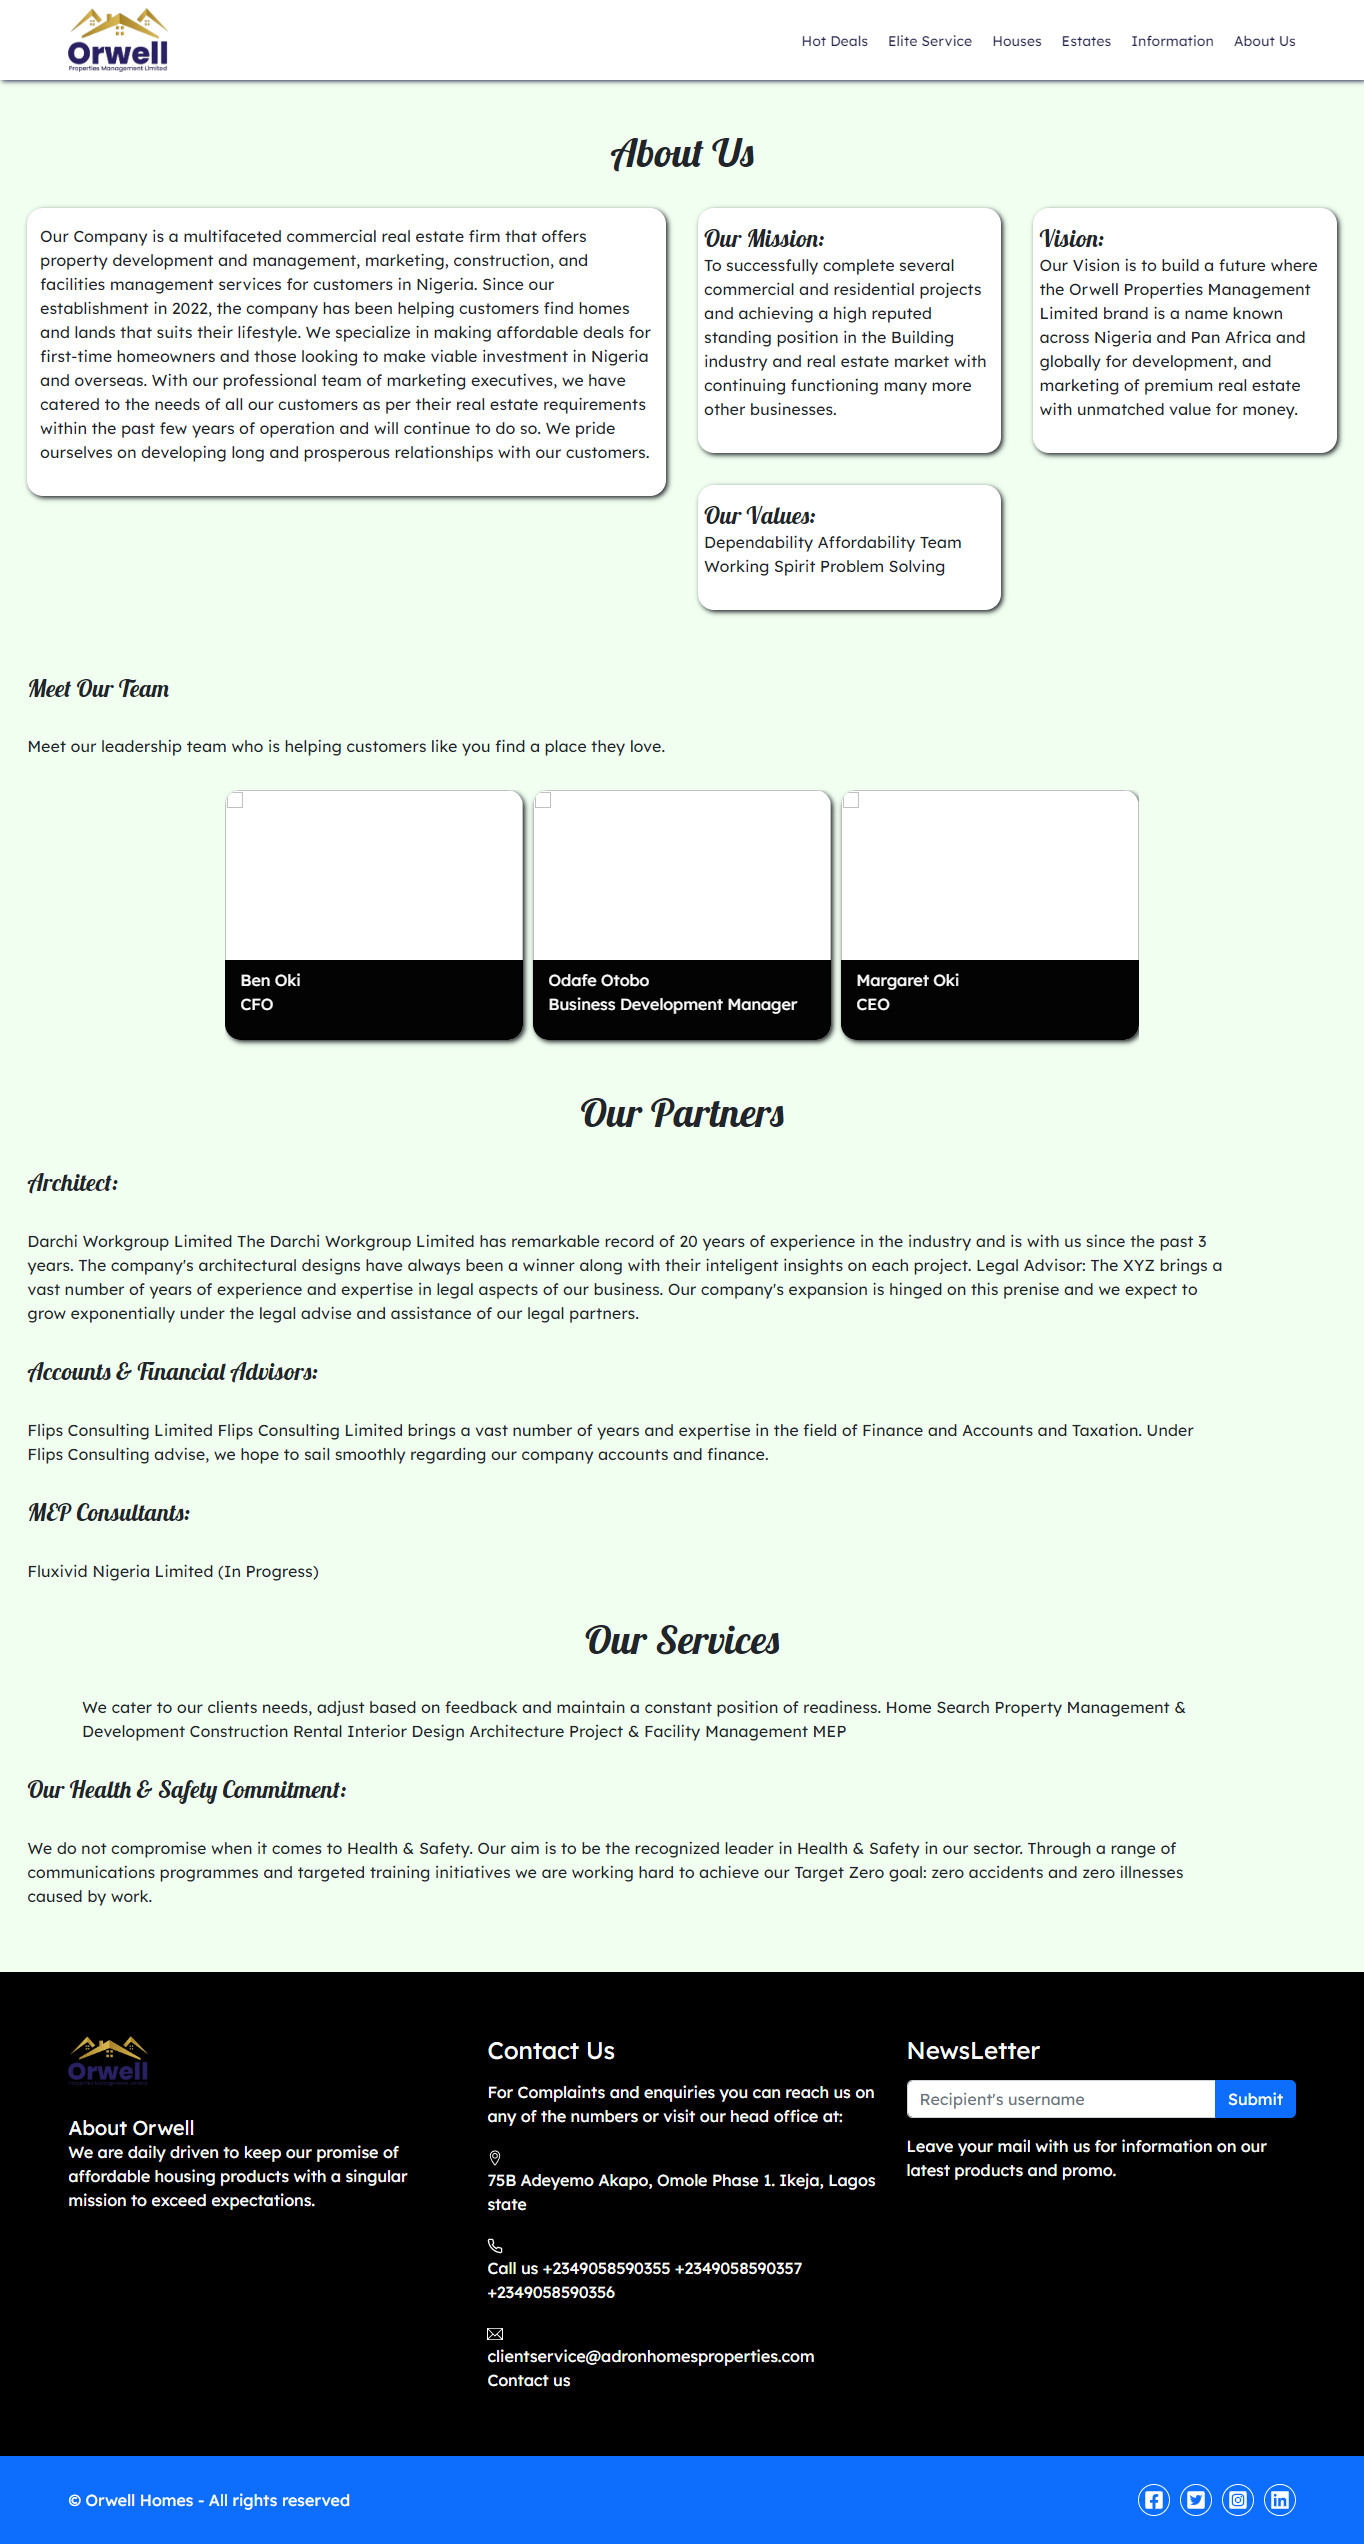 Orwell
Properties Management Limited
Hot Deals
Elite Service
Houses
Estates
Information
About Us
About Us
Our Company is a multifaceted commercial real estate firm that offers
property development and management, marketing, construction, and
facilities management services for customers in Nigeria. Since our
establishment in 2022, the company has been helping customers find homes
and lands that suits their lifestyle. We specialize in making affordable deals for
first-time homeowners and those looking to make viable investment in Nigeria
and overseas. With our professional team of marketing executives, we have
catered to the needs of all our customers as per their real estate requirements
within the past few years of operation and will continue to do so. We pride
ourselves on developing long and prosperous relationships with our customers.
Our Mission:
To successfully complete several
commercial and residential projects
and achieving a high reputed
standing position in the Building
industry and real estate market with
continuing functioning many more
other businesses.
Vision:
Our Vision is to build a future where
the Orwell Properties Management
Limited brand is a name known
across Nigeria and Pan Africa and
globally for development, and
marketing of premium real estate
with unmatched value for money.
Our Values:
Dependability Affordability Team
Working Spirit Problem Solving
Meet Our Team
Meet our leadership team who is helping customers like you find a place they love.
Ben Oki
CFO
Odafe Otobo
Business Development Manager
Margaret Oki
CEO
Our Partners
Architect:
Darchi Workgroup Limited The Darchi Workgroup Limited has remarkable record of 20 years of experience in the industry and is with us since the past 3
years. The company's architectural designs have always been a winner along with their inteligent insights on each project. Legal Advisor: The XYZ brings a
vast number of years of experience and expertise in legal aspects of our business. Our company's expansion is hinged on this prenise and we expect to
grow exponentially under the legal advise and assistance of our legal partners.
Accounts & Financial Advisors:
Flips Consulting Limited Flips Consulting Limited brings a vast number of years and expertise in the field of Finance and Accounts and Taxation. Under
Flips Consulting advise, we hope to sail smoothly regarding our company accounts and finance.
MEP Consultants:
Fluxivid Nigeria Limited (In Progress)
Our Services
We cater to our clients needs, adjust based on feedback and maintain a constant position of readiness. Home Search Property Management &
Development Construction Rental Interior Design Architecture Project & Facility Management MEP
Our Health & Safety Commitment:
We do not compromise when it comes to Health & Safety. Our aim is to be the recognized leader in Health & Safety in our sector. Through a range of
communications programmes and targeted training initiatives we are working hard to achieve our Target Zero goal: zero accidents and zero illnesses
caused by work.
Orwell
About Orwell
We are daily driven to keep our promise of
affordable housing products with a singular
mission to exceed expectations.
Contact Us
For Complaints and enquiries you can reach us on
any of the numbers or visit our head office at:
75B Adeyemo Akapo, Omole Phase 1. Ikeja, Lagos
state
Call us +2349058590355 +2349058590357
+2349058590356
clientservice@adronhomesproperties.com
Contact us
NewsLetter
Recipient's username
Submit
Leave your mail with us for information on our
latest products and promo.
© Orwell Homes - All rights reserved